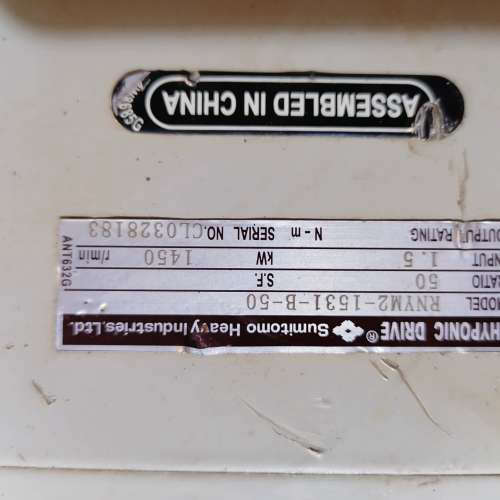 HYPONIC DRIVE® Sumitomo Heavy Industries, Ltd.
MODEL RNYM2-1531-B-50
RATIO 50 S.F.
INPUT 1.5 kW 1450 r/min
OUTPUT RATING N-m SERIAL NO. CL0328183
ANT632G
ASSEMBLED IN CHINA